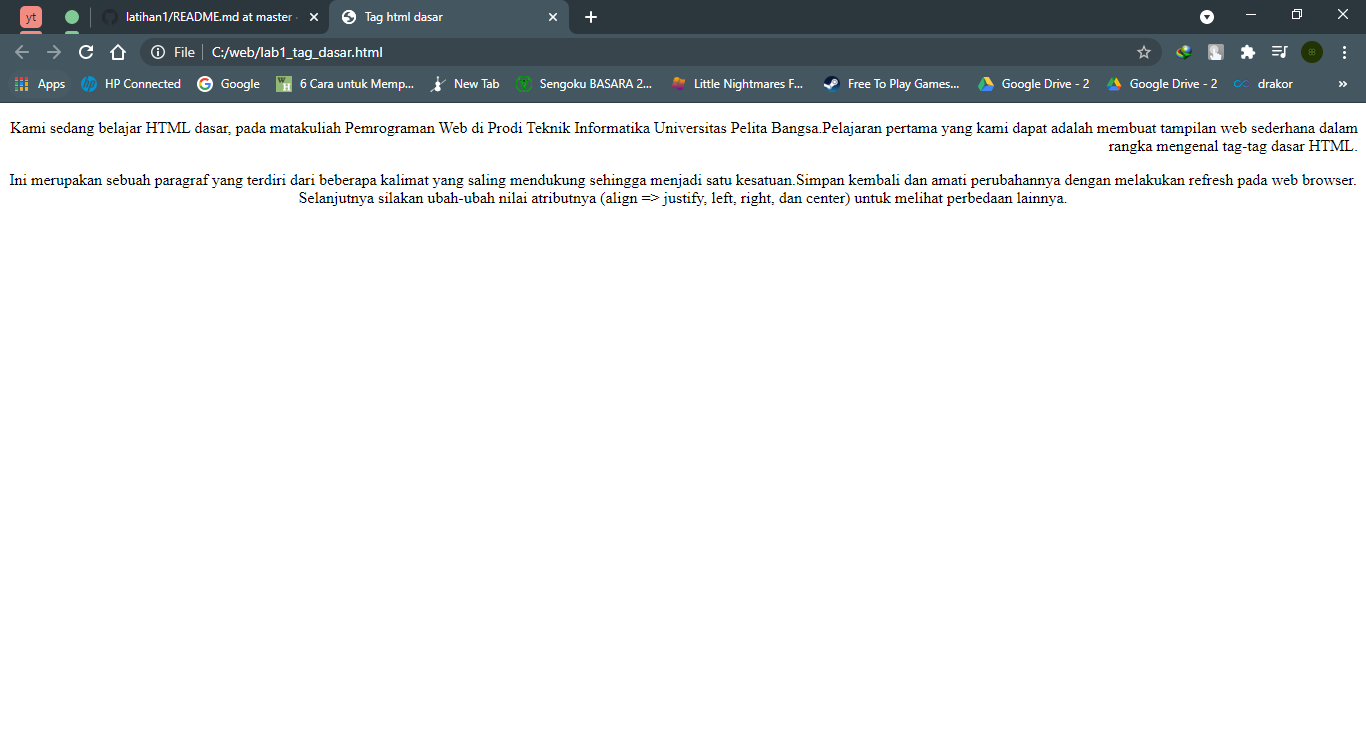 yt
latihan1/README.md at master
Tag html dasar
File
C:/web/lab1_tag_dasar.html
Apps
HP Connected
Google
6 Cara untuk Memp...
New Tab
Sengoku BASARA 2...
Little Nightmares F...
Free To Play Games...
Google Drive - 2
Google Drive - 2
drakor
»
Kami sedang belajar HTML dasar, pada matakuliah Pemrograman Web di Prodi Teknik Informatika Universitas Pelita Bangsa.Pelajaran pertama yang kami dapat adalah membuat tampilan web sederhana dalam
rangka mengenal tag-tag dasar HTML.
Ini merupakan sebuah paragraf yang terdiri dari beberapa kalimat yang saling mendukung sehingga menjadi satu kesatuan.Simpan kembali dan amati perubahannya dengan melakukan refresh pada web browser.
Selanjutnya silakan ubah-ubah nilai atributnya (align => justify, left, right, dan center) untuk melihat perbedaan lainnya.